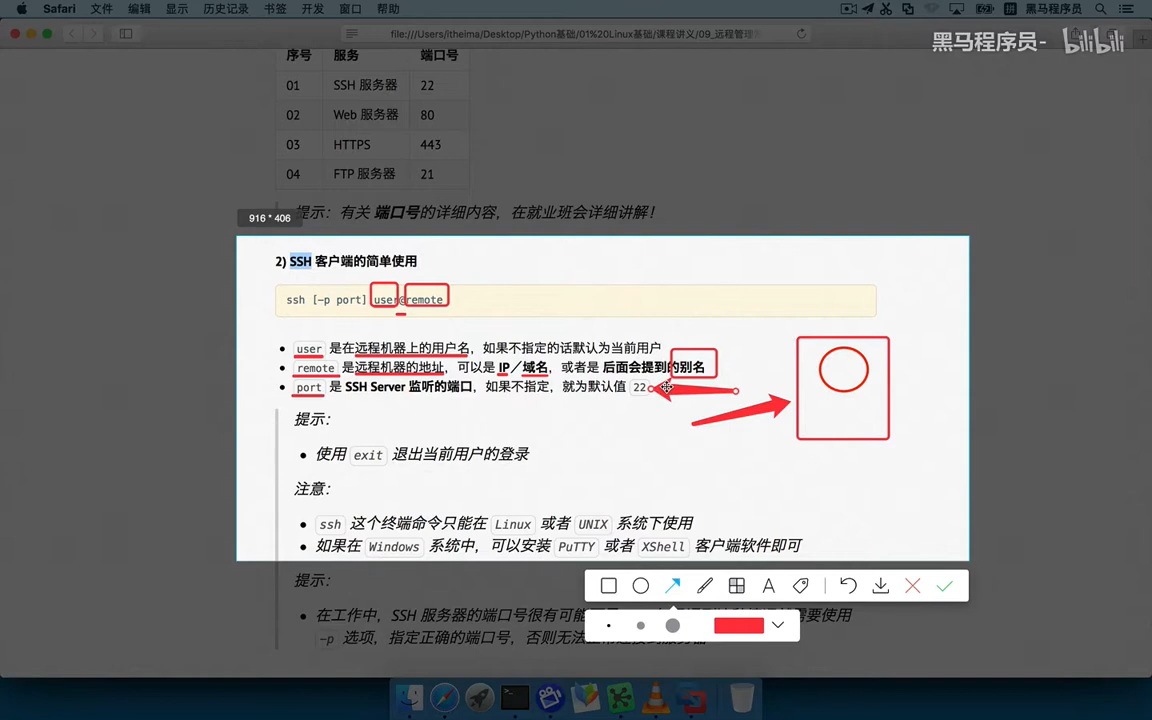 Safari 文件 编辑 显示 历史记录 书签 开发 窗口 帮助 黑马程序员
file:///Users/itheima/Desktop/Python基础/01%20Linux基础/课程讲义/09_远程管理
黑马程序员- bilibili
序号 服务 端口号
01 SSH 服务器 22
02 Web 服务器 80
03 HTTPS 443
04 FTP 服务器 21
提示：有关 端口号的详细内容，在就业班会详细讲解！
916 * 406
2) SSH 客户端的简单使用
ssh [-p port] user@remote
user 是在远程机器上的用户名，如果不指定的话默认为当前用户
remote 是远程机器的地址，可以是 IP／域名，或者是 后面会提到的别名
port 是 SSH Server 监听的端口，如果不指定，就为默认值 22
提示：
使用 exit 退出当前用户的登录
注意：
ssh 这个终端命令只能在 Linux 或者 UNIX 系统下使用
如果在 Windows 系统中，可以安装 PuTTY 或者 XShell 客户端软件即可
A
提示：
在工作中，SSH 服务器的端口号很有可能 需要使用
-p 选项，指定正确的端口号，否则无法 服务器